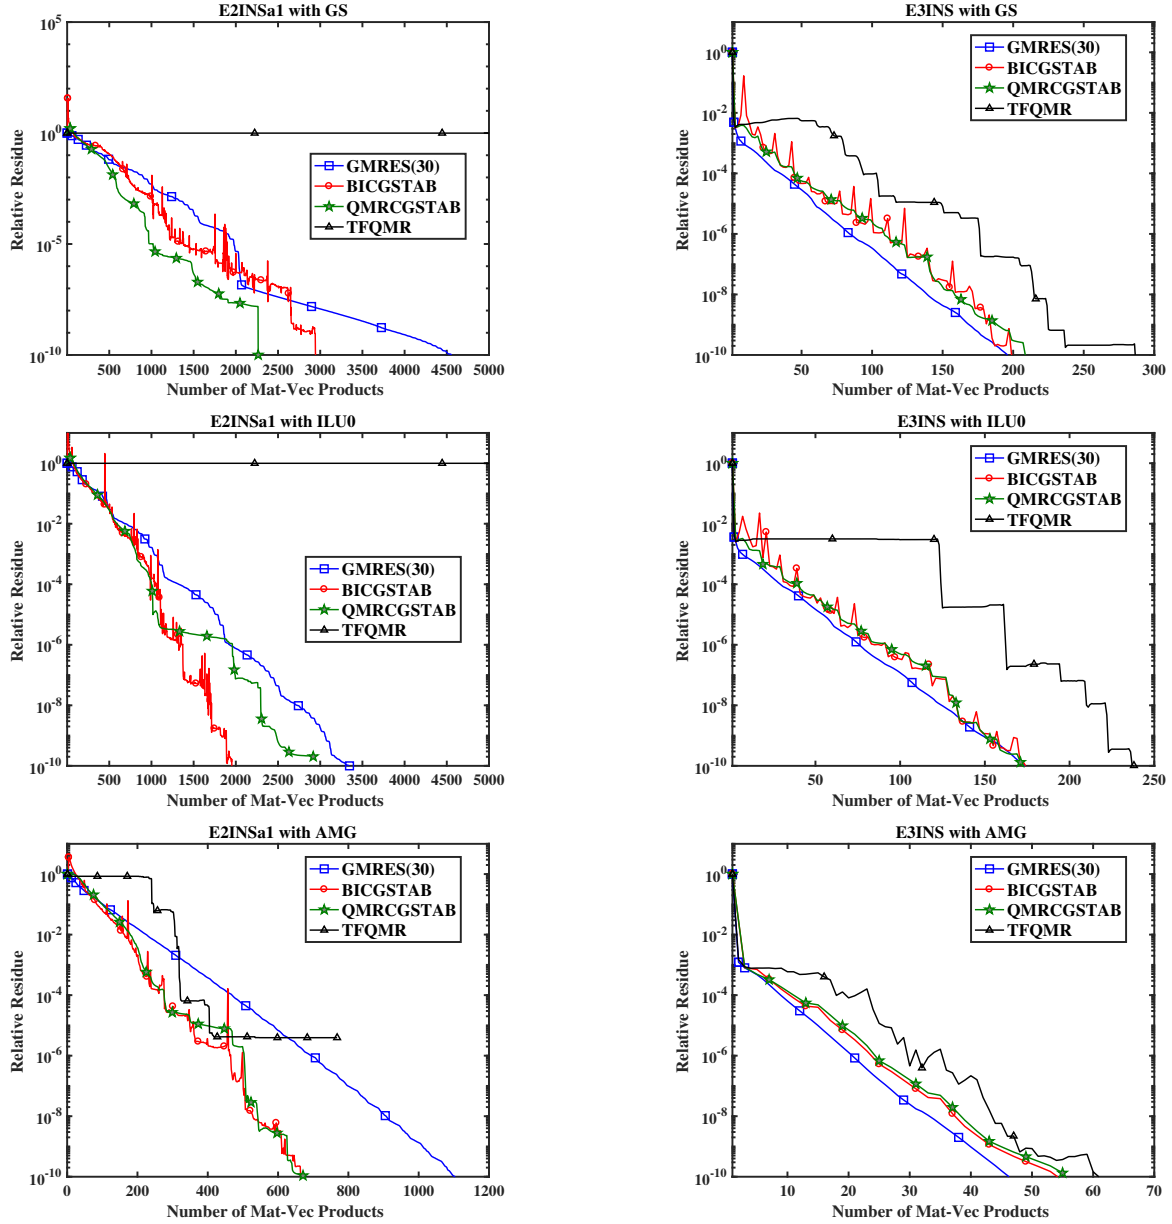 E2INSa1 with GS
10^5
10^0
10^-5
10^-10
Relative Residue
GMRES(30)
BICGSTAB
QMRCGSTAB
TFQMR
500 1000 1500 2000 2500 3000 3500 4000 4500 5000
Number of Mat-Vec Products
E3INS with GS
10^0
10^-2
10^-4
10^-6
10^-8
10^-10
Relative Residue
GMRES(30)
BICGSTAB
QMRCGSTAB
TFQMR
50 100 150 200 250 300
Number of Mat-Vec Products
E2INSa1 with ILU0
10^0
10^-2
10^-4
10^-6
10^-8
10^-10
Relative Residue
GMRES(30)
BICGSTAB
QMRCGSTAB
TFQMR
500 1000 1500 2000 2500 3000 3500 4000 4500 5000
Number of Mat-Vec Products
E3INS with ILU0
10^0
10^-2
10^-4
10^-6
10^-8
10^-10
Relative Residue
GMRES(30)
BICGSTAB
QMRCGSTAB
TFQMR
50 100 150 200 250
Number of Mat-Vec Products
E2INSa1 with AMG
10^0
10^-2
10^-4
10^-6
10^-8
10^-10
Relative Residue
GMRES(30)
BICGSTAB
QMRCGSTAB
TFQMR
0 200 400 600 800 1000 1200
Number of Mat-Vec Products
E3INS with AMG
10^0
10^-2
10^-4
10^-6
10^-8
10^-10
Relative Residue
GMRES(30)
BICGSTAB
QMRCGSTAB
TFQMR
10 20 30 40 50 60 70
Number of Mat-Vec Products